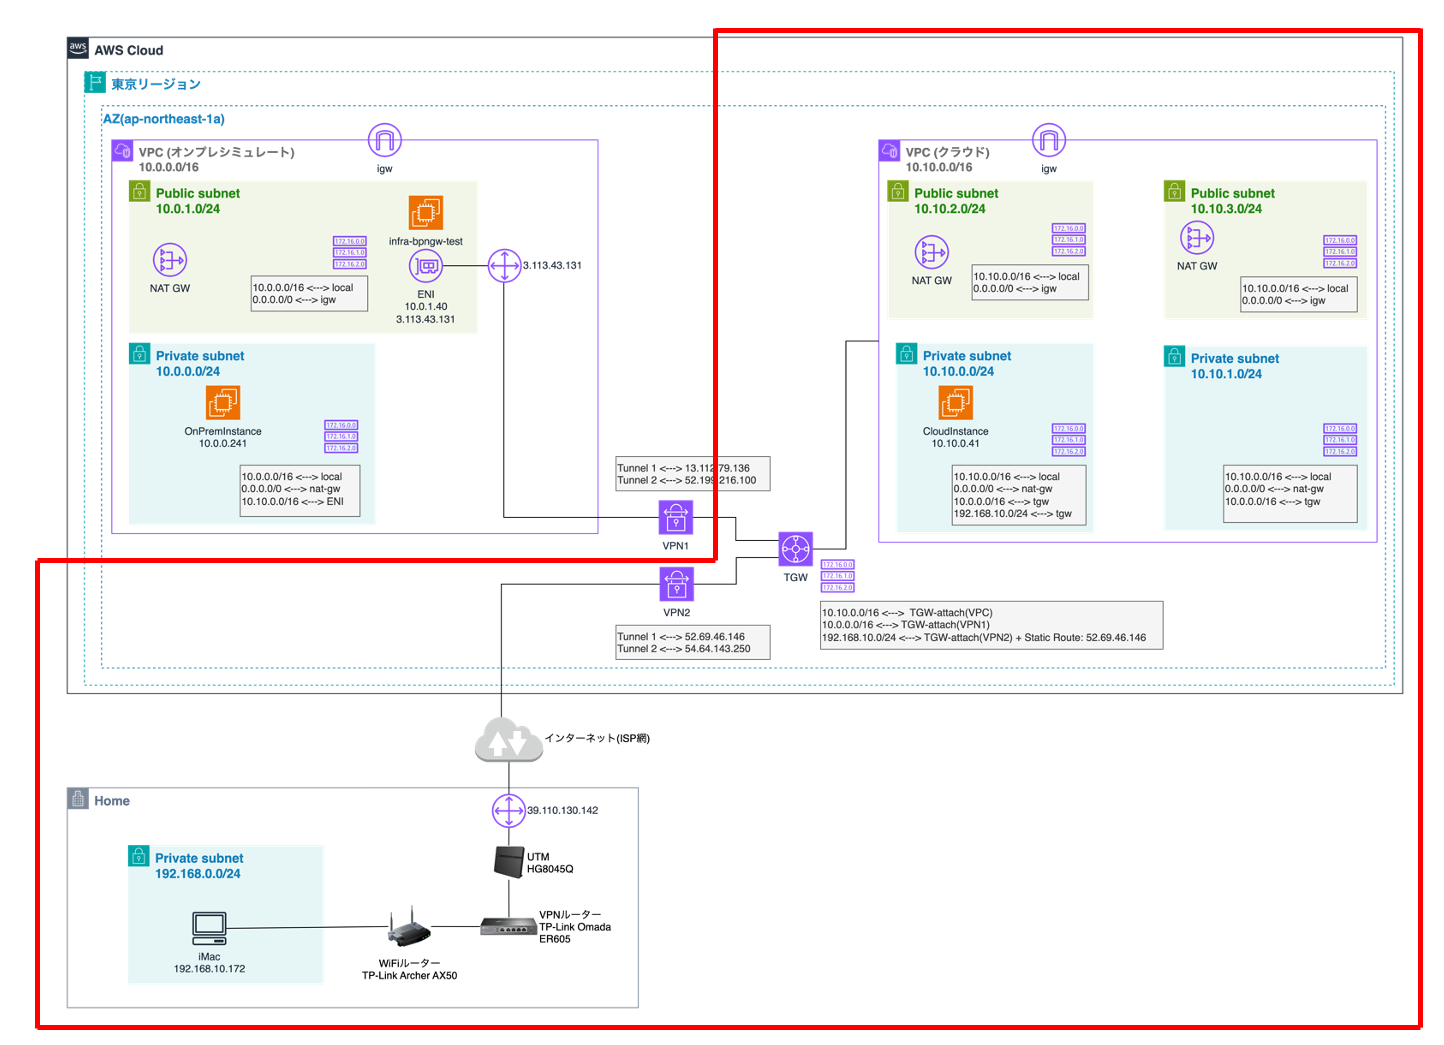 aws
AWS Cloud
東京リージョン
AZ(ap-northeast-1a)
VPC (オンプレシミュレート)
10.0.0.0/16
igw
Public subnet
10.0.1.0/24
infra-bpngw-test
NAT GW
172.16.0.0
172.16.1.0
172.16.2.0
10.0.0.0/16 <---> local
0.0.0.0/0 <---> igw
ENI
10.0.1.40
3.113.43.131
3.113.43.131
Private subnet
10.0.0.0/24
OnPremInstance
10.0.0.241
172.16.0.0
172.16.1.0
172.16.2.0
10.0.0.0/16 <---> local
0.0.0.0/0 <---> nat-gw
10.10.0.0/16 <---> ENI
VPC (クラウド)
10.10.0.0/16
igw
Public subnet
10.10.2.0/24
NAT GW
172.16.0.0
172.16.1.0
172.16.2.0
10.10.0.0/16 <---> local
0.0.0.0/0 <---> igw
Public subnet
10.10.3.0/24
NAT GW
172.16.0.0
172.16.1.0
172.16.2.0
10.10.0.0/16 <---> local
0.0.0.0/0 <---> igw
Private subnet
10.10.0.0/24
CloudInstance
10.10.0.41
172.16.0.0
172.16.1.0
172.16.2.0
10.10.0.0/16 <---> local
0.0.0.0/0 <---> nat-gw
10.0.0.0/16 <---> tgw
192.168.10.0/24 <---> tgw
Private subnet
10.10.1.0/24
172.16.0.0
172.16.1.0
172.16.2.0
10.10.0.0/16 <---> local
0.0.0.0/0 <---> nat-gw
10.0.0.0/16 <---> tgw
Tunnel 1 <---> 13.112.79.136
Tunnel 2 <---> 52.199.216.100
VPN1
TGW
172.16.0.0
172.16.1.0
172.16.2.0
VPN2
Tunnel 1 <---> 52.69.46.146
Tunnel 2 <---> 54.64.143.250
10.10.0.0/16 <---> TGW-attach(VPC)
10.0.0.0/16 <---> TGW-attach(VPN1)
192.168.10.0/24 <---> TGW-attach(VPN2) + Static Route: 52.69.46.146
インターネット(ISP網)
Home
39.110.130.142
UTM
HG8045Q
Private subnet
192.168.0.0/24
iMac
192.168.10.172
WiFiルーター
TP-Link Archer AX50
VPNルーター
TP-Link Omada
ER605